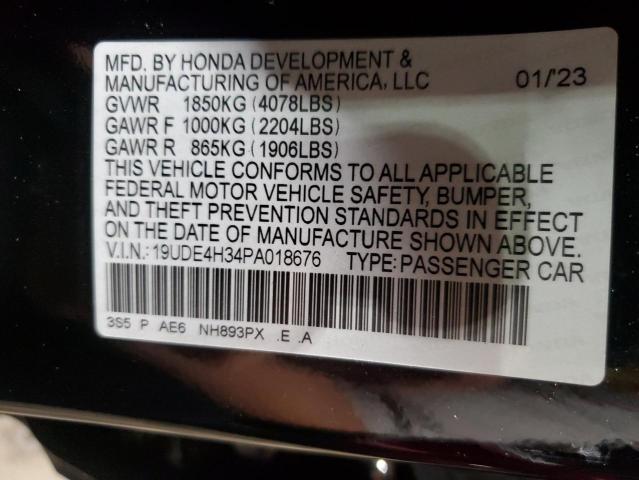 MFD. BY HONDA DEVELOPMENT &
MANUFACTURING OF AMERICA, LLC 01/'23
GVWR 1850KG (4078LBS)
GAWR F 1000KG (2204LBS)
GAWR R 865KG (1906LBS)
THIS VEHICLE CONFORMS TO ALL APPLICABLE
FEDERAL MOTOR VEHICLE SAFETY, BUMPER,
AND THEFT PREVENTION STANDARDS IN EFFECT
ON THE DATE OF MANUFACTURE SHOWN ABOVE.
V.I.N.: 19UDE4H34PA018676 TYPE: PASSENGER CAR
3S5 P AE6 NH893PX .E .A